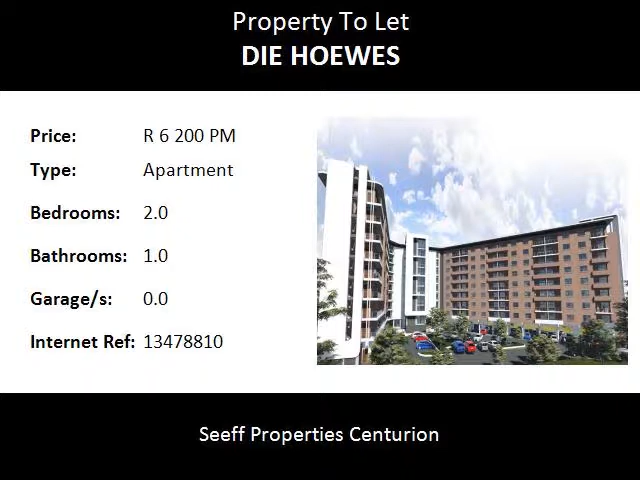 Property To Let
DIE HOEWES
Price: R 6 200 PM
Type: Apartment
Bedrooms: 2.0
Bathrooms: 1.0
Garage/s: 0.0
Internet Ref: 13478810
Seeff Properties Centurion